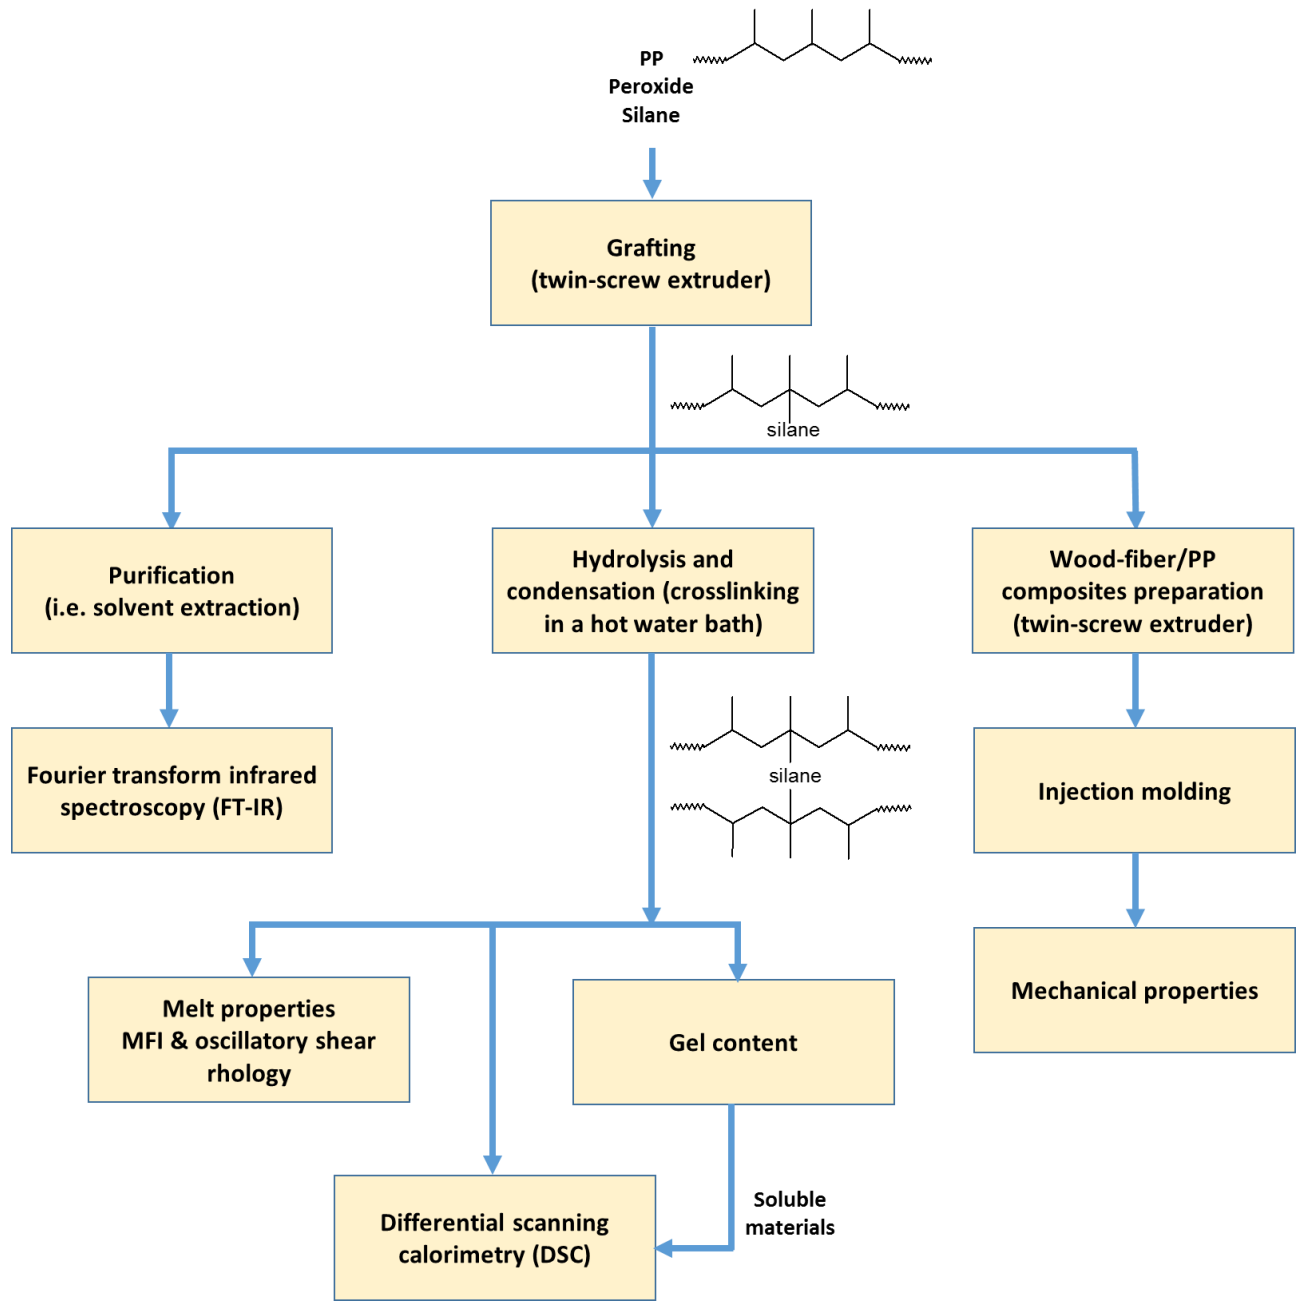 PP
Peroxide
Silane
Grafting
(twin-screw extruder)
silane
Purification
(i.e. solvent extraction)
Hydrolysis and
condensation (crosslinking
in a hot water bath)
Wood-fiber/PP
composites preparation
(twin-screw extruder)
Fourier transform infrared
spectroscopy (FT-IR)
silane
Injection molding
Melt properties
MFI & oscillatory shear
rhology
Gel content
Mechanical properties
Differential scanning
calorimetry (DSC)
Soluble
materials